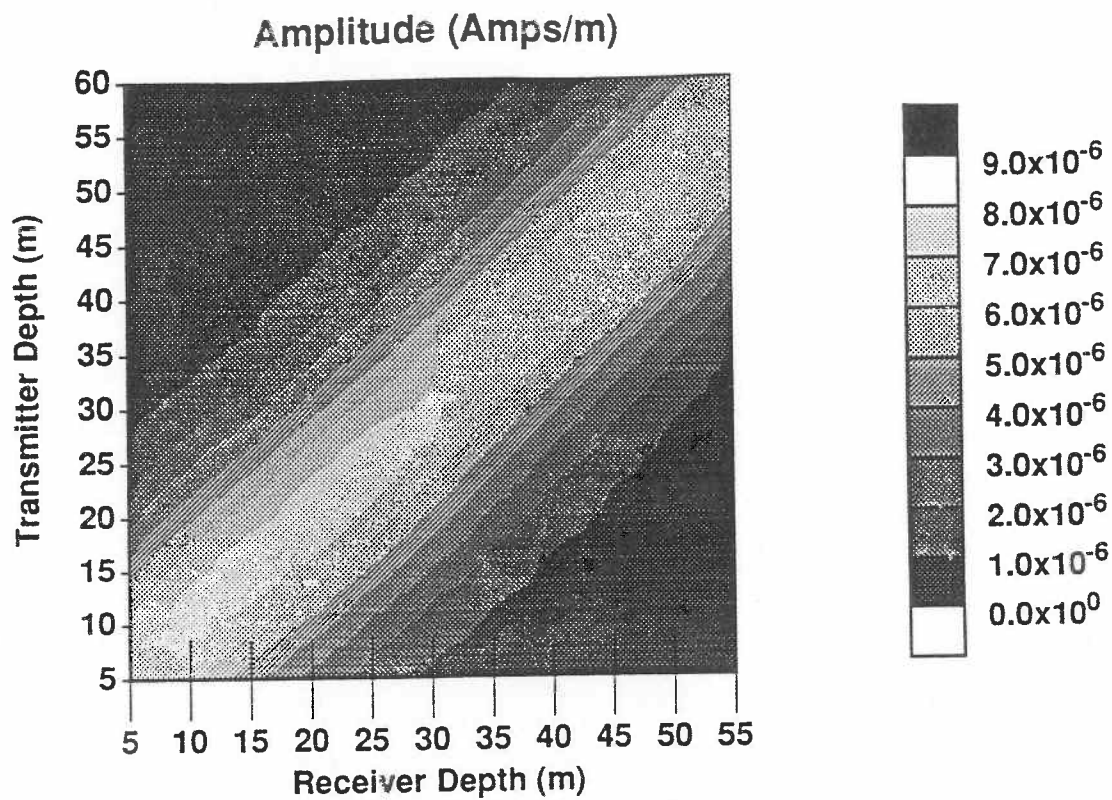 Amplitude (Amps/m)
60
55
50
45
40
35
30
25
20
15
10
5
Transmitter Depth (m)
5 10 15 20 25 30 35 40 45 50 55
Receiver Depth (m)
9.0x10⁻⁶
8.0x10⁻⁶
7.0x10⁻⁶
6.0x10⁻⁶
5.0x10⁻⁶
4.0x10⁻⁶
3.0x10⁻⁶
2.0x10⁻⁶
1.0x10⁻⁶
0.0x10⁰